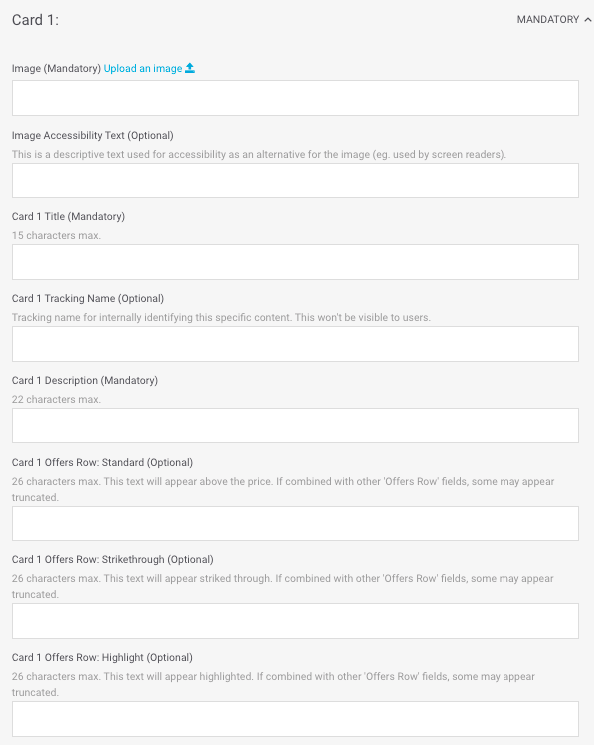 Card 1:
MANDATORY
Image (Mandatory) Upload an image
Image Accessibility Text (Optional)
This is a descriptive text used for accessibility as an alternative for the image (eg. used by screen readers).
Card 1 Title (Mandatory)
15 characters max.
Card 1 Tracking Name (Optional)
Tracking name for internally identifying this specific content. This won't be visible to users.
Card 1 Description (Mandatory)
22 characters max.
Card 1 Offers Row: Standard (Optional)
26 characters max. This text will appear above the price. If combined with other 'Offers Row' fields, some may appear
truncated.
Card 1 Offers Row: Strikethrough (Optional)
26 characters max. This text will appear striked through. If combined with other 'Offers Row' fields, some may appear
truncated.
Card 1 Offers Row: Highlight (Optional)
26 characters max. This text will appear highlighted. If combined with other 'Offers Row' fields, some may appear
truncated.